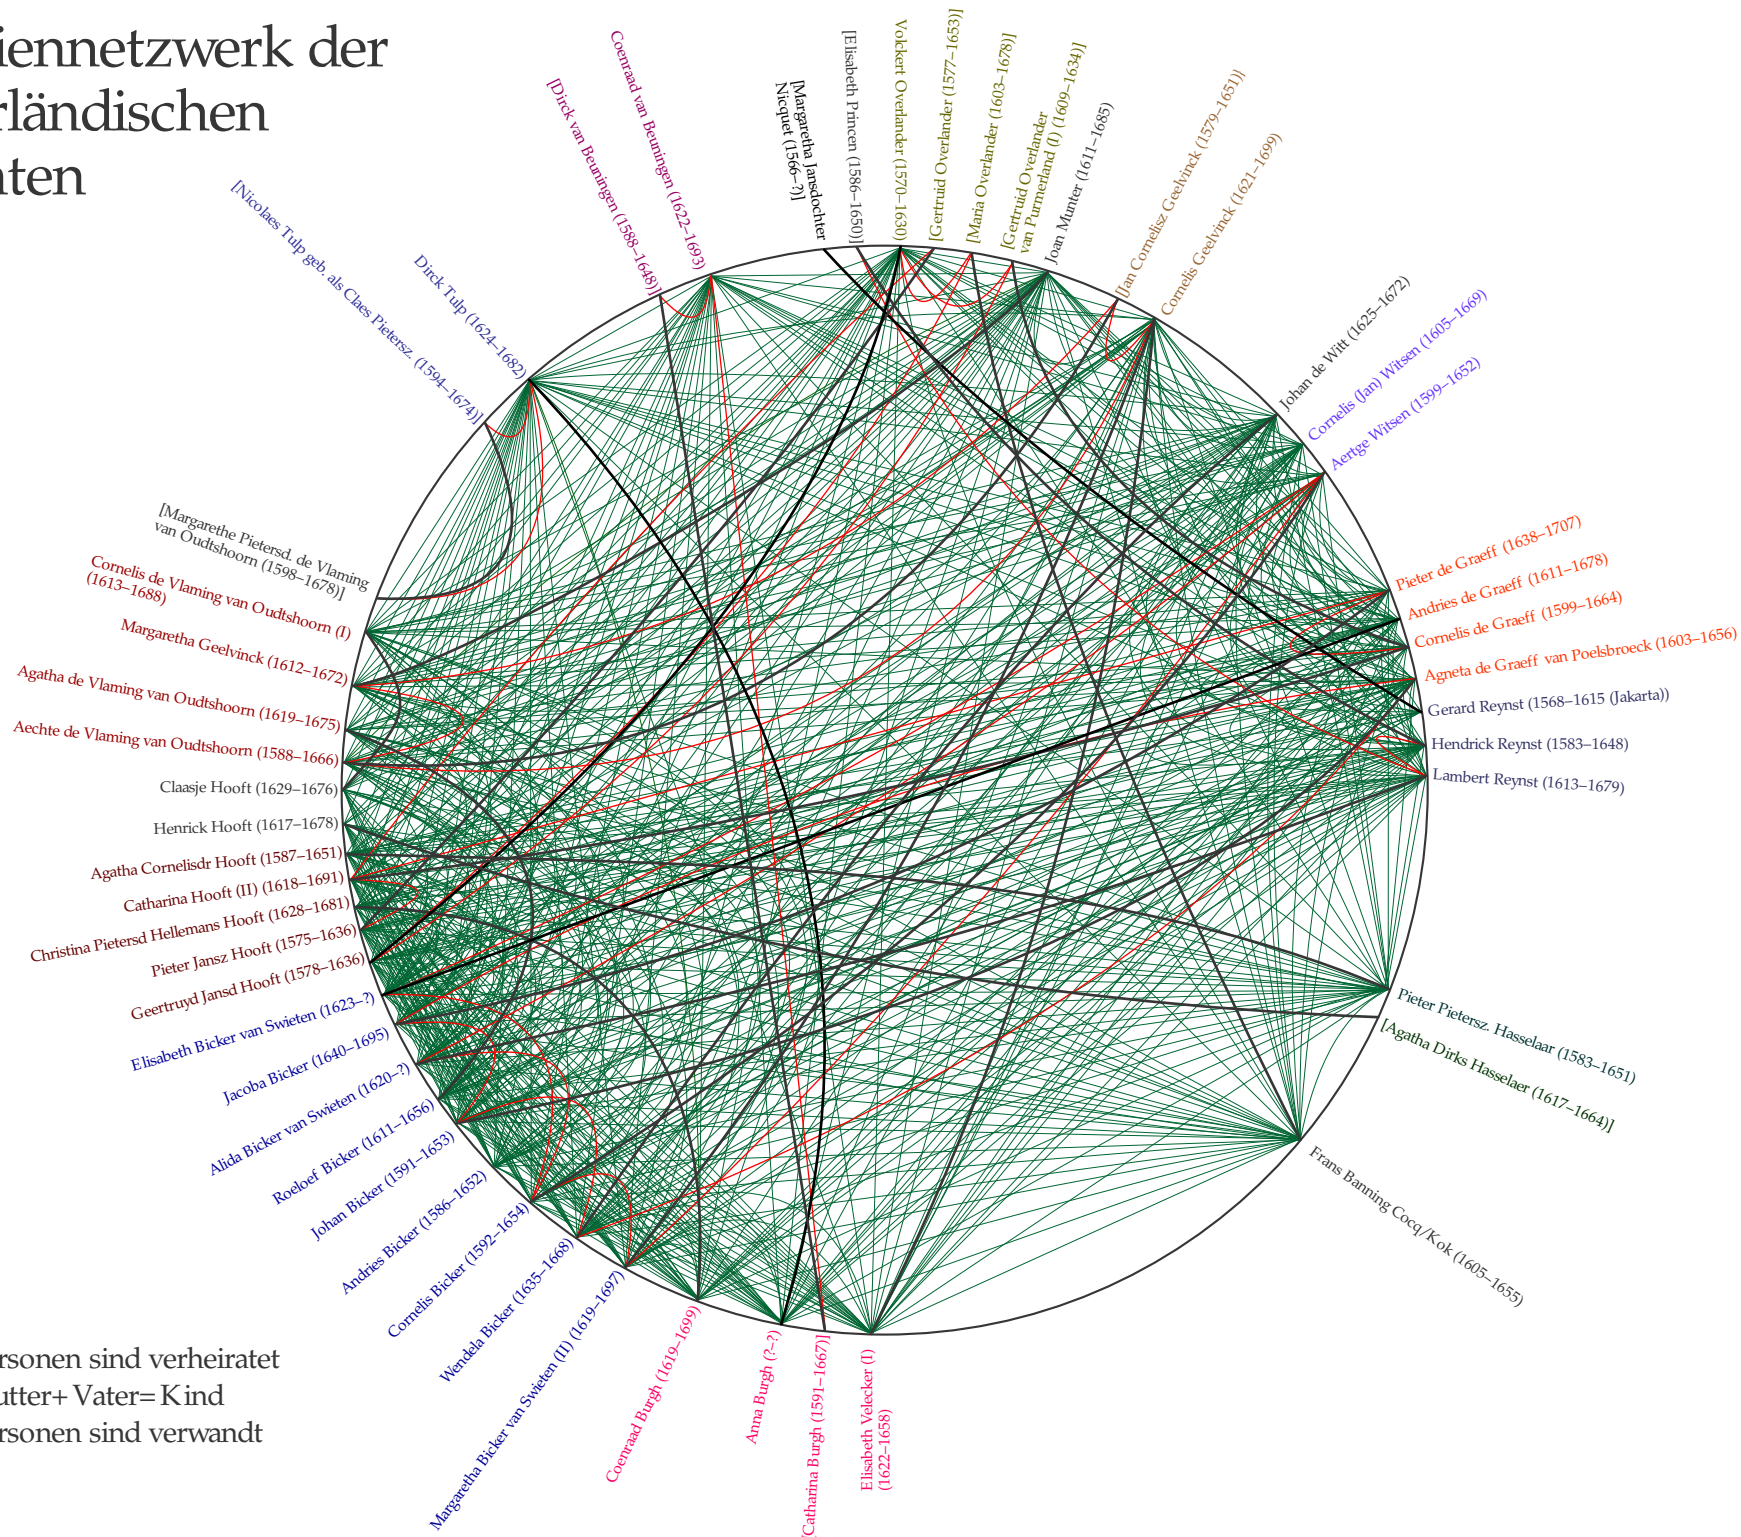 iennetzwerk der
rländischen
ten
[Nicolaes Tulp geb. als Claes Pietersz. (1594–1674)]
Dirck Tulp (1624–1682)
[Dirck van Beuningen (1588–1648)]
Coenraad van Beuningen (1622–1693)
[Margaretha Jansdochter
Nicquet (1566–?)]
[Elisabeth Princen (1586–1650)]
Volckert Overlander (1570–1630)
[Gertruid Overlander (1577–1653)]
[Maria Overlander (1603–1678)]
[Gertruid Overlander
van Purmerland (I) (1609–1634)]
Joan Munter (1611–1685)
[Jan Cornelisz Geelvinck (1579–1651)]
Cornelis Geelvinck (1621–1699)
Johan de Witt (1625–1672)
Cornelis (Jan) Witsen (1605–1669)
Aertge Witsen (1599–1652)
Pieter de Graeff (1638–1707)
Andries de Graeff (1611–1678)
Cornelis de Graeff (1599–1664)
Agneta de Graeff van Poelsbroeck (1603–1656)
Gerard Reynst (1568–1615 (Jakarta))
Hendrick Reynst (1583–1648)
Lambert Reynst (1613–1679)
Pieter Pietersz. Hasselaar (1583–1651)
[Agatha Dirks Hasselaer (1617–1664)]
Frans Banning Cocq/Kok (1605–1655)
Elisabeth Velecker (I)
(1622–1658)
[Catharina Burgh (1591–1667)]
Anna Burgh (?–?)
Coenraad Burgh (1619–1699)
Margaretha Bicker van Swieten (II) (1619–1697)
Wendela Bicker (1635–1668)
Cornelis Bicker (1592–1654)
Andries Bicker (1586–1652)
Johan Bicker (1591–1653)
Roeloef Bicker (1611–1656)
Alida Bicker van Swieten (1620–?)
Jacoba Bicker (1640–1695)
Elisabeth Bicker van Swieten (1623–?)
Geertruyd Jansd Hooft (1578–1636)
Pieter Jansz Hooft (1575–1636)
Christina Pietersd Hellemans Hooft (1628–1681)
Catharina Hooft (II) (1618–1691)
Agatha Cornelisdr Hooft (1587–1651)
Henrick Hooft (1617–1678)
Claasje Hooft (1629–1676)
Aechte de Vlaming van Oudtshoorn (1588–1666)
Agatha de Vlaming van Oudtshoorn (1619–1675)
Margaretha Geelvinck (1612–1672)
Cornelis de Vlaming van Oudtshoorn (I)
(1613–1688)
[Margarethe Pietersd. de Vlaming
van Oudtshoorn (1598–1678)]
rsonen sind verheiratet
utter+Vater=Kind
rsonen sind verwandt